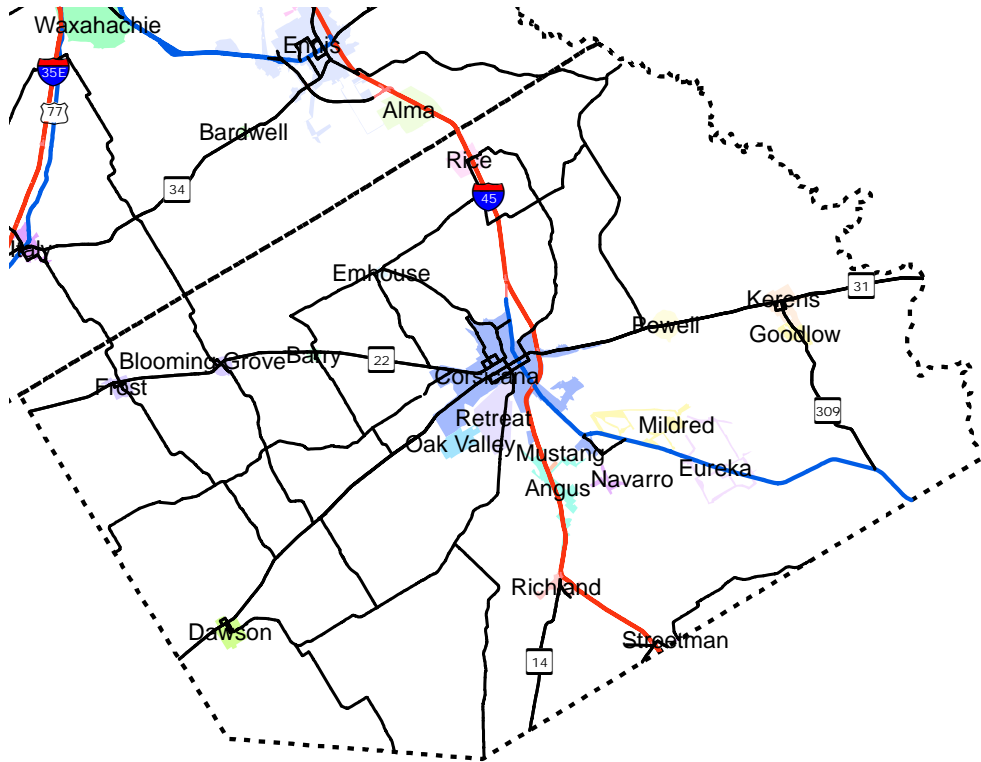 Waxahachie
Ennis
35E
77
Alma
Bardwell
Rice
34
45
Italy
Emhouse
31
Kerens
Powell
Goodlow
Blooming Grove
Barry
22
Corsicana
Frost
309
Retreat
Mildred
Oak Valley
Mustang
Eureka
Navarro
Angus
Richland
Dawson
Streetman
14